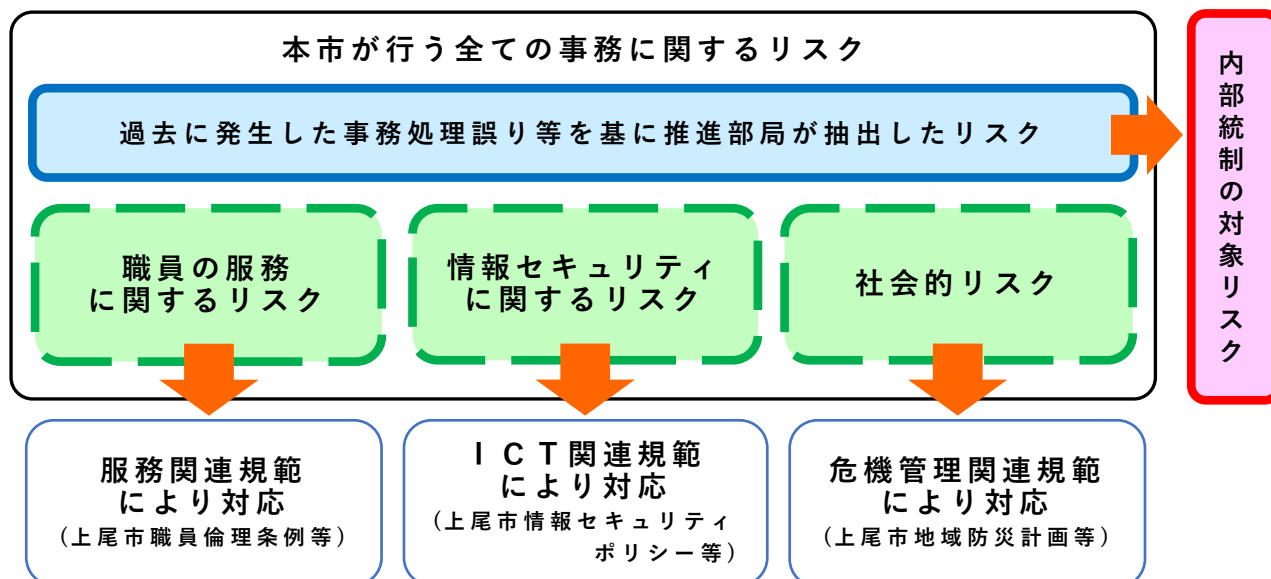 本市が行う全ての事務に関するリスク
過去に発生した事務処理誤り等を基に推進部局が抽出したリスク
内部統制の対象リスク
職員の服務
に関するリスク
情報セキュリティ
に関するリスク
社会的リスク
服務関連規範
により対応
（上尾市職員倫理条例等）
ＩＣＴ関連規範
により対応
（上尾市情報セキュリティ
ポリシー等）
危機管理関連規範
により対応
（上尾市地域防災計画等）